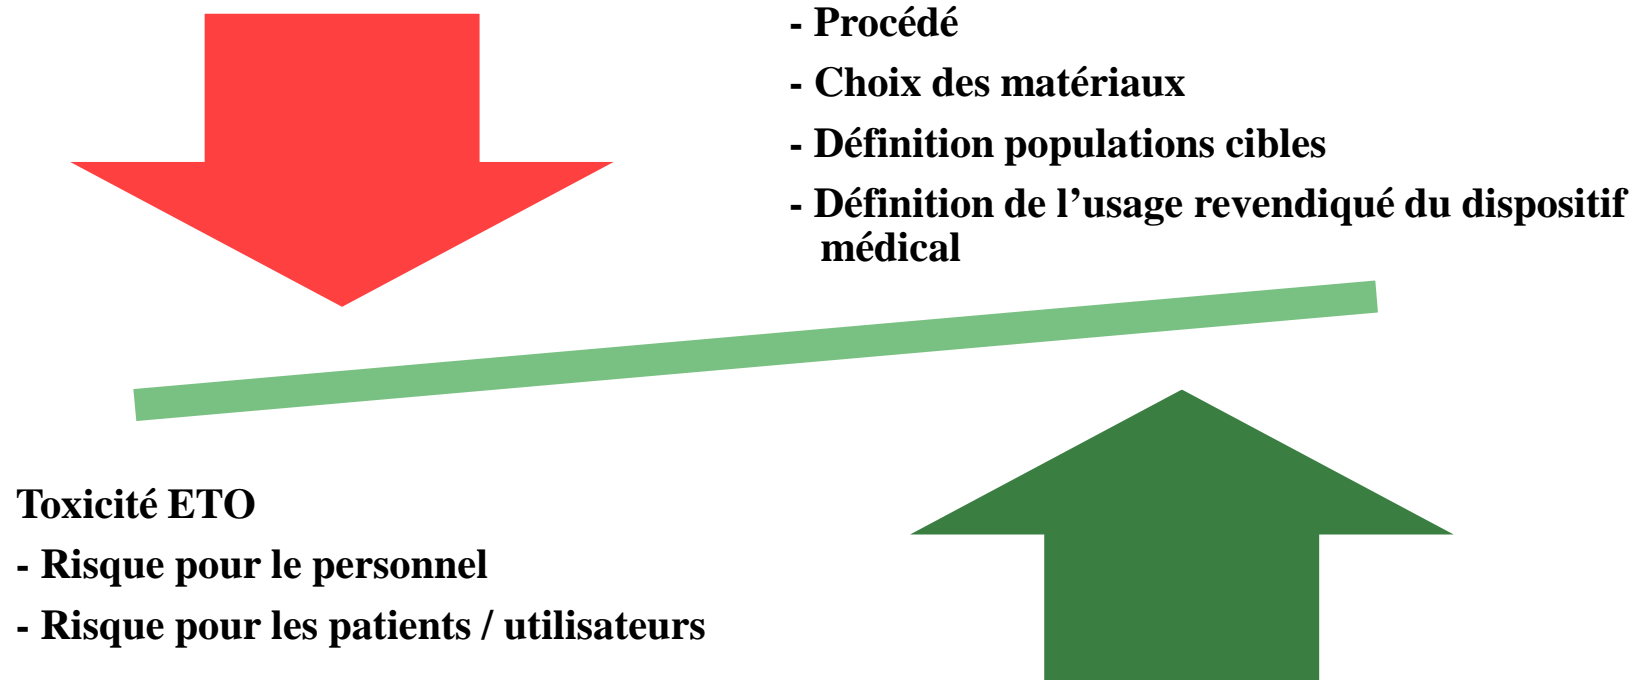 - Procédé
- Choix des matériaux
- Définition populations cibles
- Définition de l’usage revendiqué du dispositif
médical
Toxicité ETO
- Risque pour le personnel
- Risque pour les patients / utilisateurs